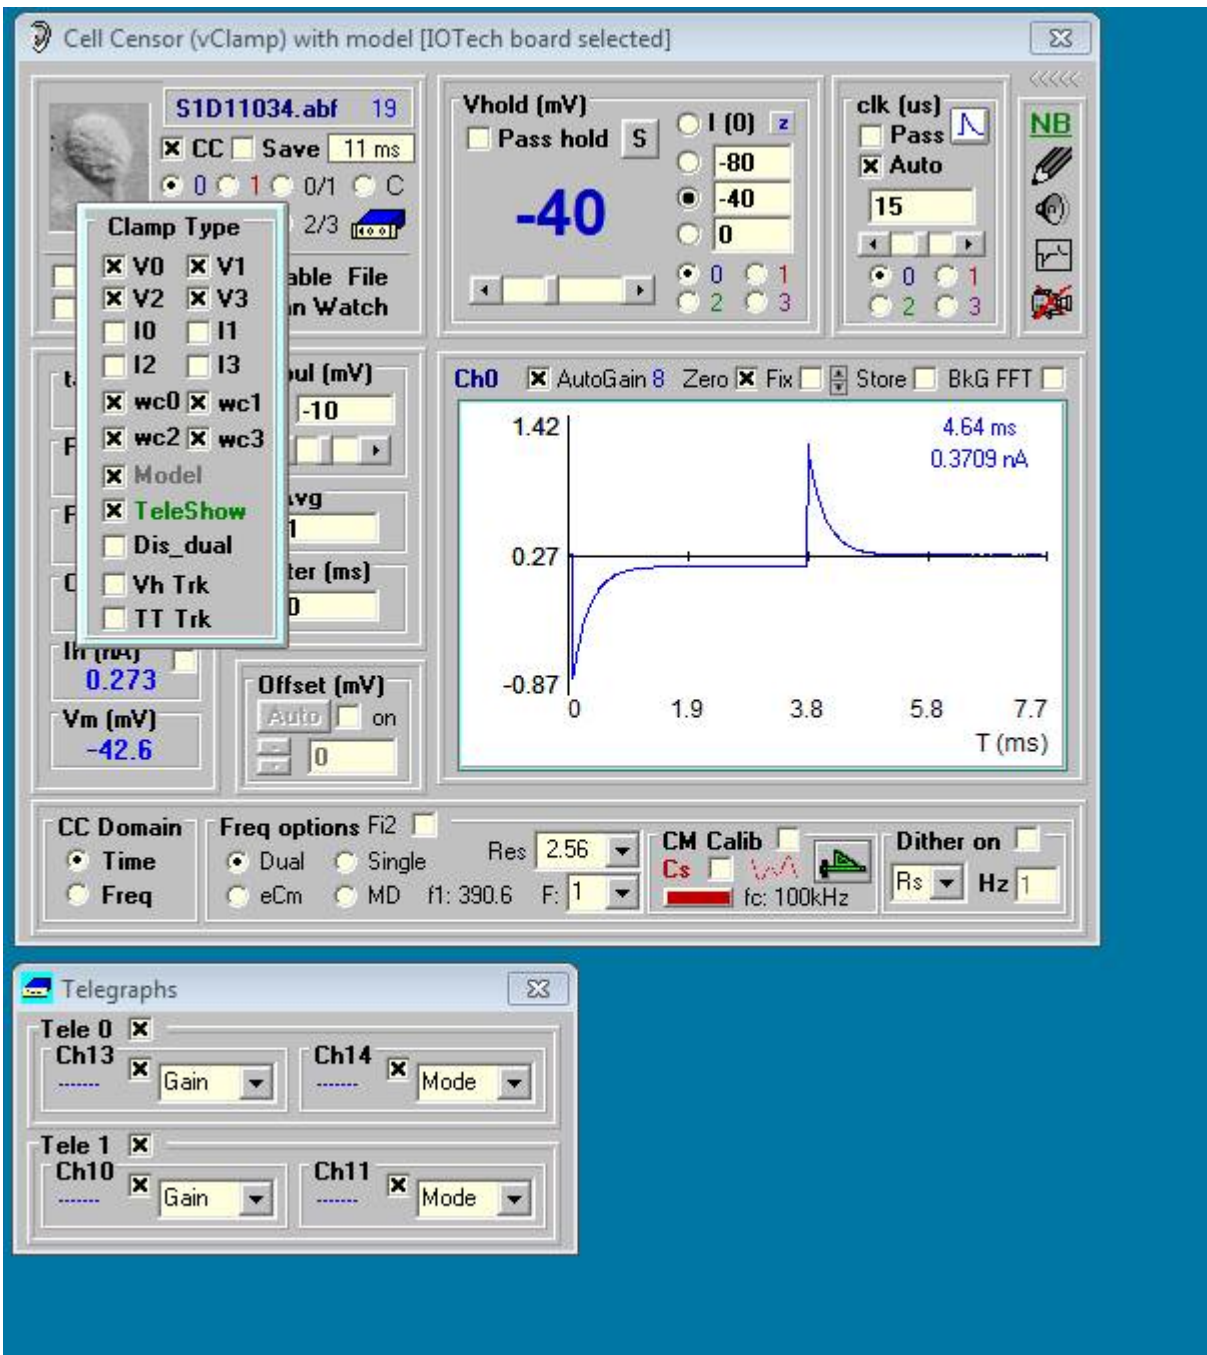 Cell Censor (vClamp) with model [IOTech board selected]
S1D11034.abf 19
CC Save 11 ms
0 1 0/1 C
2/3
able File
n Watch
Clamp Type
V0 V1
V2 V3
I0 I1
I2 I3
wc0 wc1
wc2 wc3
Model
TeleShow
Dis_dual
Vh Trk
TT Trk
Vhold (mV)
Pass hold S
-40
I (0) z
-80
-40
0
0 1
2 3
clk (us)
Pass
Auto
15
0 1
2 3
<<<<<
NB
(mV)
-10
Avg
1
ter (ms)
0
(nA)
0.273
Vm (mV)
-42.6
Offset (mV)
Auto on
0
Ch0 AutoGain 8 Zero Fix Store BkG FFT
1.42
0.27
-0.87
4.64 ms
0.3709 nA
0 1.9 3.8 5.8 7.7
T (ms)
CC Domain
Time
Freq
Freq options Fi2
Dual Single
eCm MD f1: 390.6
Res 2.56
F: 1
CM Calib
Cs
fc: 100kHz
Dither on
Rs Hz 1
Telegraphs
Tele 0
Ch13 Gain Ch14 Mode
Tele 1
Ch10 Gain Ch11 Mode